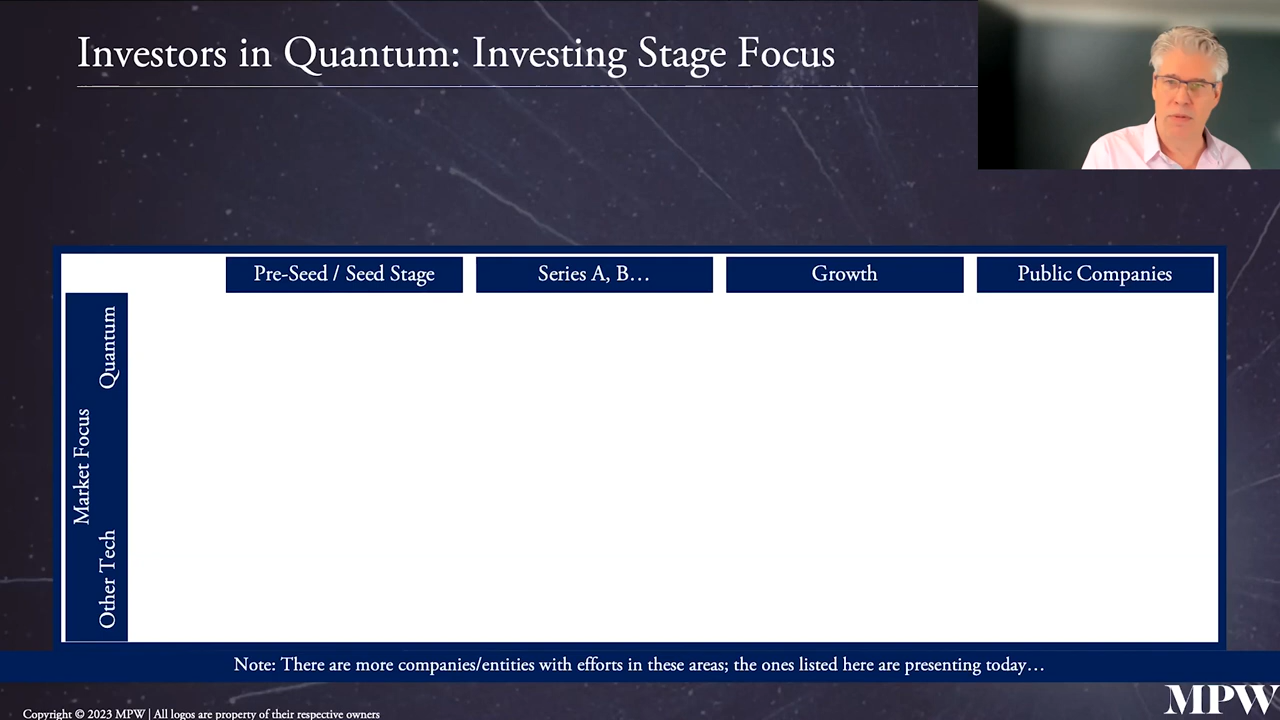 Investors in Quantum: Investing Stage Focus
Pre-Seed / Seed Stage
Series A, B…
Growth
Public Companies
Market Focus
Quantum
Other Tech
Note: There are more companies/entities with efforts in these areas; the ones listed here are presenting today…
Copyright © 2023 MPW | All logos are property of their respective owners
MPW